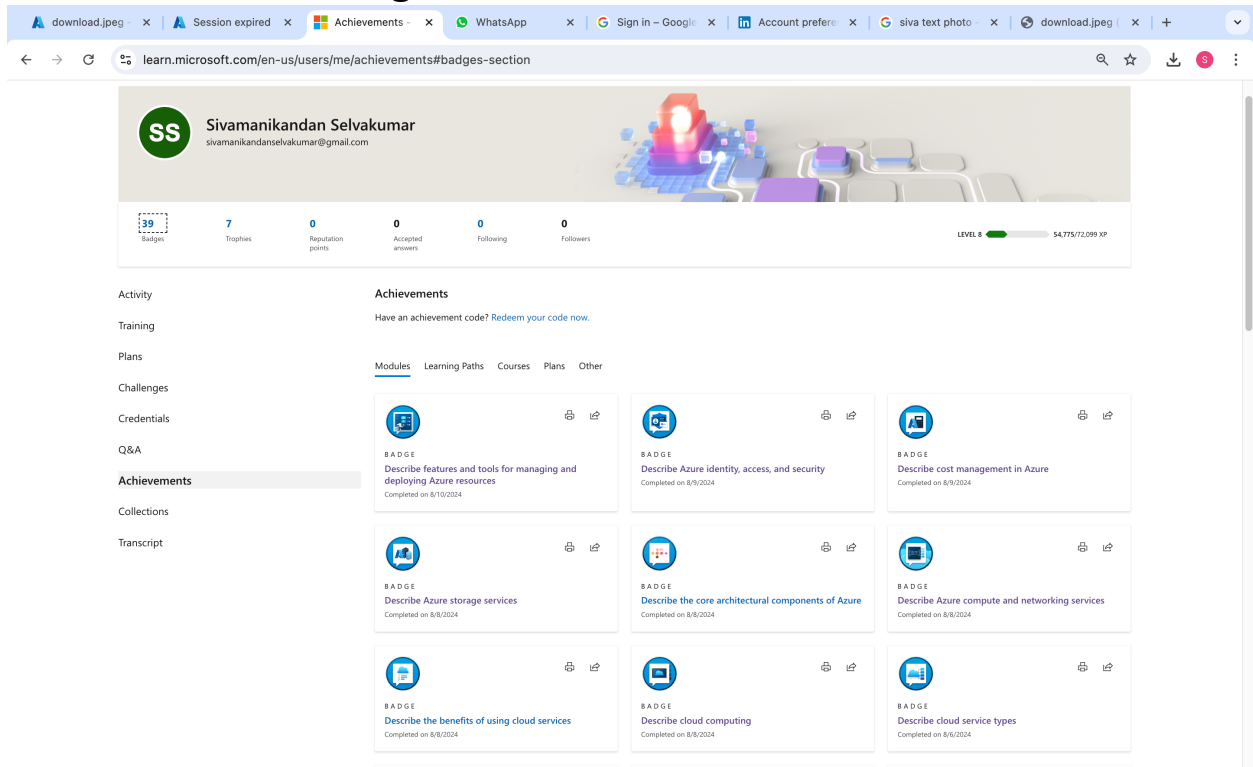 download.jpeg -
Session expired
Achievements -
WhatsApp
Sign in – Google
in Account prefere
siva text photo -
download.jpeg (
learn.microsoft.com/en-us/users/me/achievements#badges-section
S
SS
Sivamanikandan Selvakumar
sivamanikandanselvakumar@gmail.com
39 7 0 0 0 0
Badges Trophies Reputation points Accepted answers Following Followers
LEVEL 8 54,775/72,099 XP
Activity
Training
Plans
Challenges
Credentials
Q&A
Achievements
Collections
Transcript
Achievements
Have an achievement code? Redeem your code now.
Modules Learning Paths Courses Plans Other
BADGE
Describe features and tools for managing and
deploying Azure resources
Completed on 8/10/2024
BADGE
Describe Azure identity, access, and security
Completed on 8/9/2024
BADGE
Describe cost management in Azure
Completed on 8/9/2024
BADGE
Describe Azure storage services
Completed on 8/8/2024
BADGE
Describe the core architectural components of Azure
Completed on 8/8/2024
BADGE
Describe Azure compute and networking services
Completed on 8/8/2024
BADGE
Describe the benefits of using cloud services
Completed on 8/8/2024
BADGE
Describe cloud computing
Completed on 8/8/2024
BADGE
Describe cloud service types
Completed on 8/6/2024